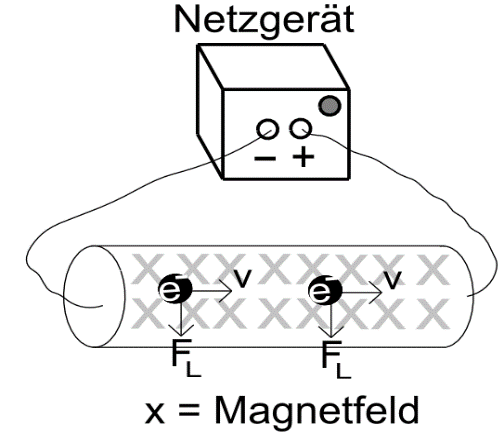 Netzgerät
− +
X X X X X X X X X
e v e v
X X X X X X X X X
F_L F_L
x = Magnetfeld